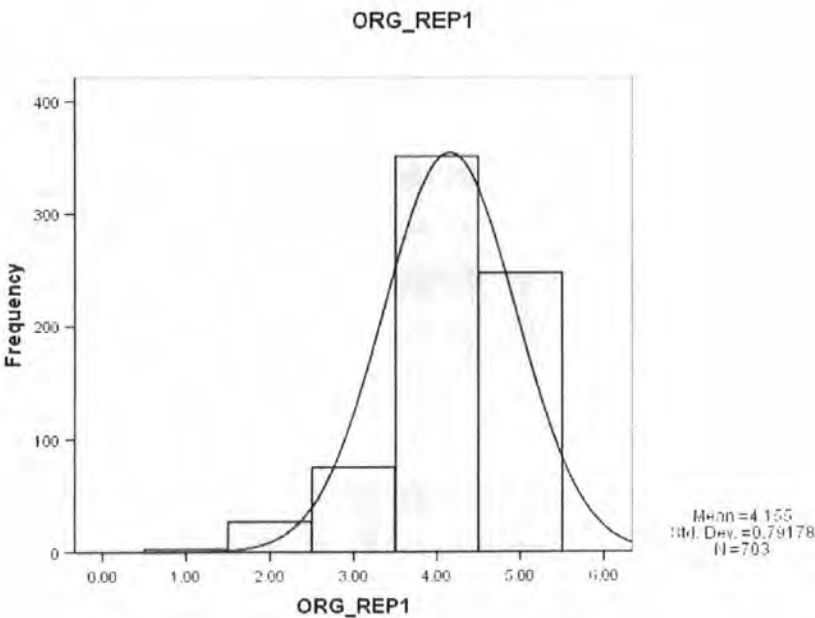 ORG_REP1
400
300
200
100
0
Frequency
0.00 1.00 2.00 3.00 4.00 5.00 6.00
ORG_REP1
Mean =4.155
Std. Dev. =0.79178
N =703